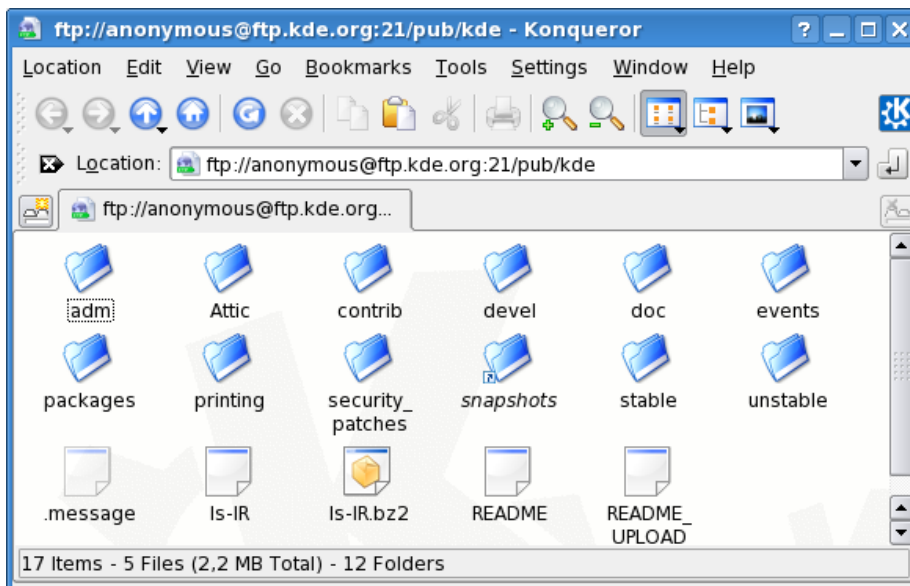 ftp://anonymous@ftp.kde.org:21/pub/kde - Konqueror
Location Edit View Go Bookmarks Tools Settings Window Help
Location: ftp://anonymous@ftp.kde.org:21/pub/kde
ftp://anonymous@ftp.kde.org...
adm Attic contrib devel doc events
packages printing security_ snapshots stable unstable
patches
.message ls-lR ls-lR.bz2 README README_
UPLOAD
17 Items - 5 Files (2,2 MB Total) - 12 Folders